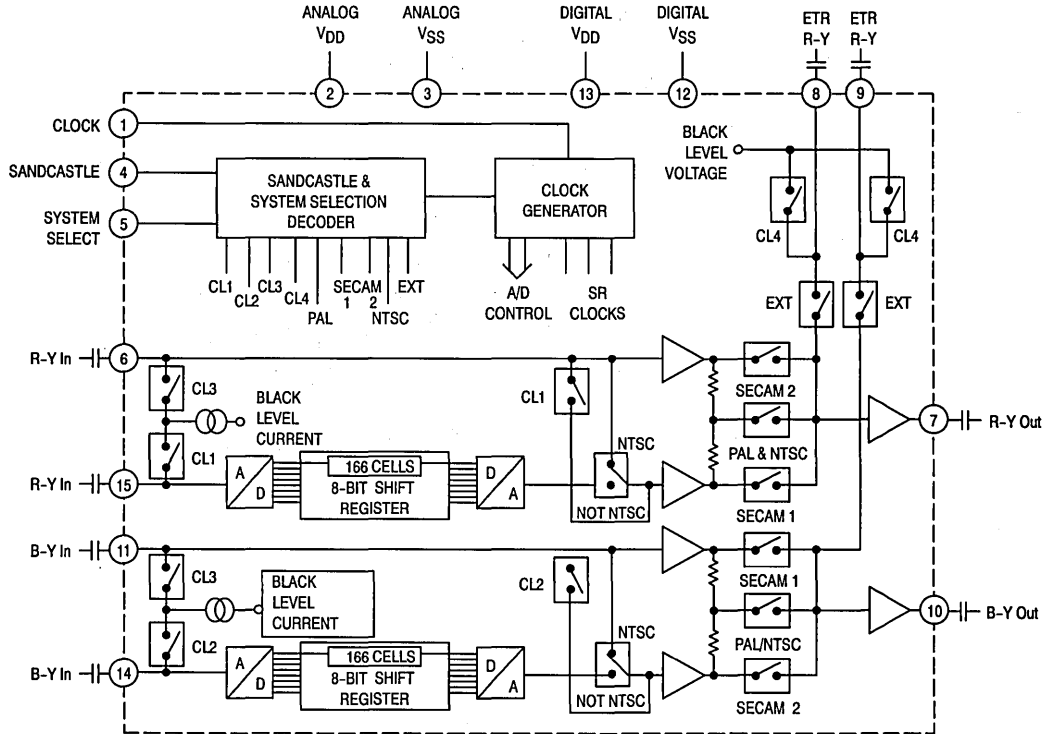 ANALOG
VDD
ANALOG
VSS
DIGITAL
VDD
DIGITAL
VSS
ETR
R-Y
ETR
R-Y
2
3
13
12
8
9
CLOCK
1
SANDCASTLE
4
SYSTEM
SELECT
5
SANDCASTLE &
SYSTEM SELECTION
DECODER
CLOCK
GENERATOR
BLACK
LEVEL
VOLTAGE
CL4
CL4
CL1
CL2
CL3
CL4
PAL
SECAM
1
2
NTSC
EXT
A/D
CONTROL
SR
CLOCKS
EXT
EXT
R-Y In
6
CL3
BLACK
LEVEL
CURRENT
CL1
CL1
NTSC
NOT NTSC
SECAM 2
PAL & NTSC
SECAM 1
7
R-Y Out
R-Y In
15
A
D
166 CELLS
8-BIT SHIFT
REGISTER
D
A
B-Y In
11
CL3
BLACK
LEVEL
CURRENT
CL2
CL2
NTSC
NOT NTSC
SECAM 1
PAL/NTSC
SECAM 2
10
B-Y Out
B-Y In
14
A
D
166 CELLS
8-BIT SHIFT
REGISTER
D
A